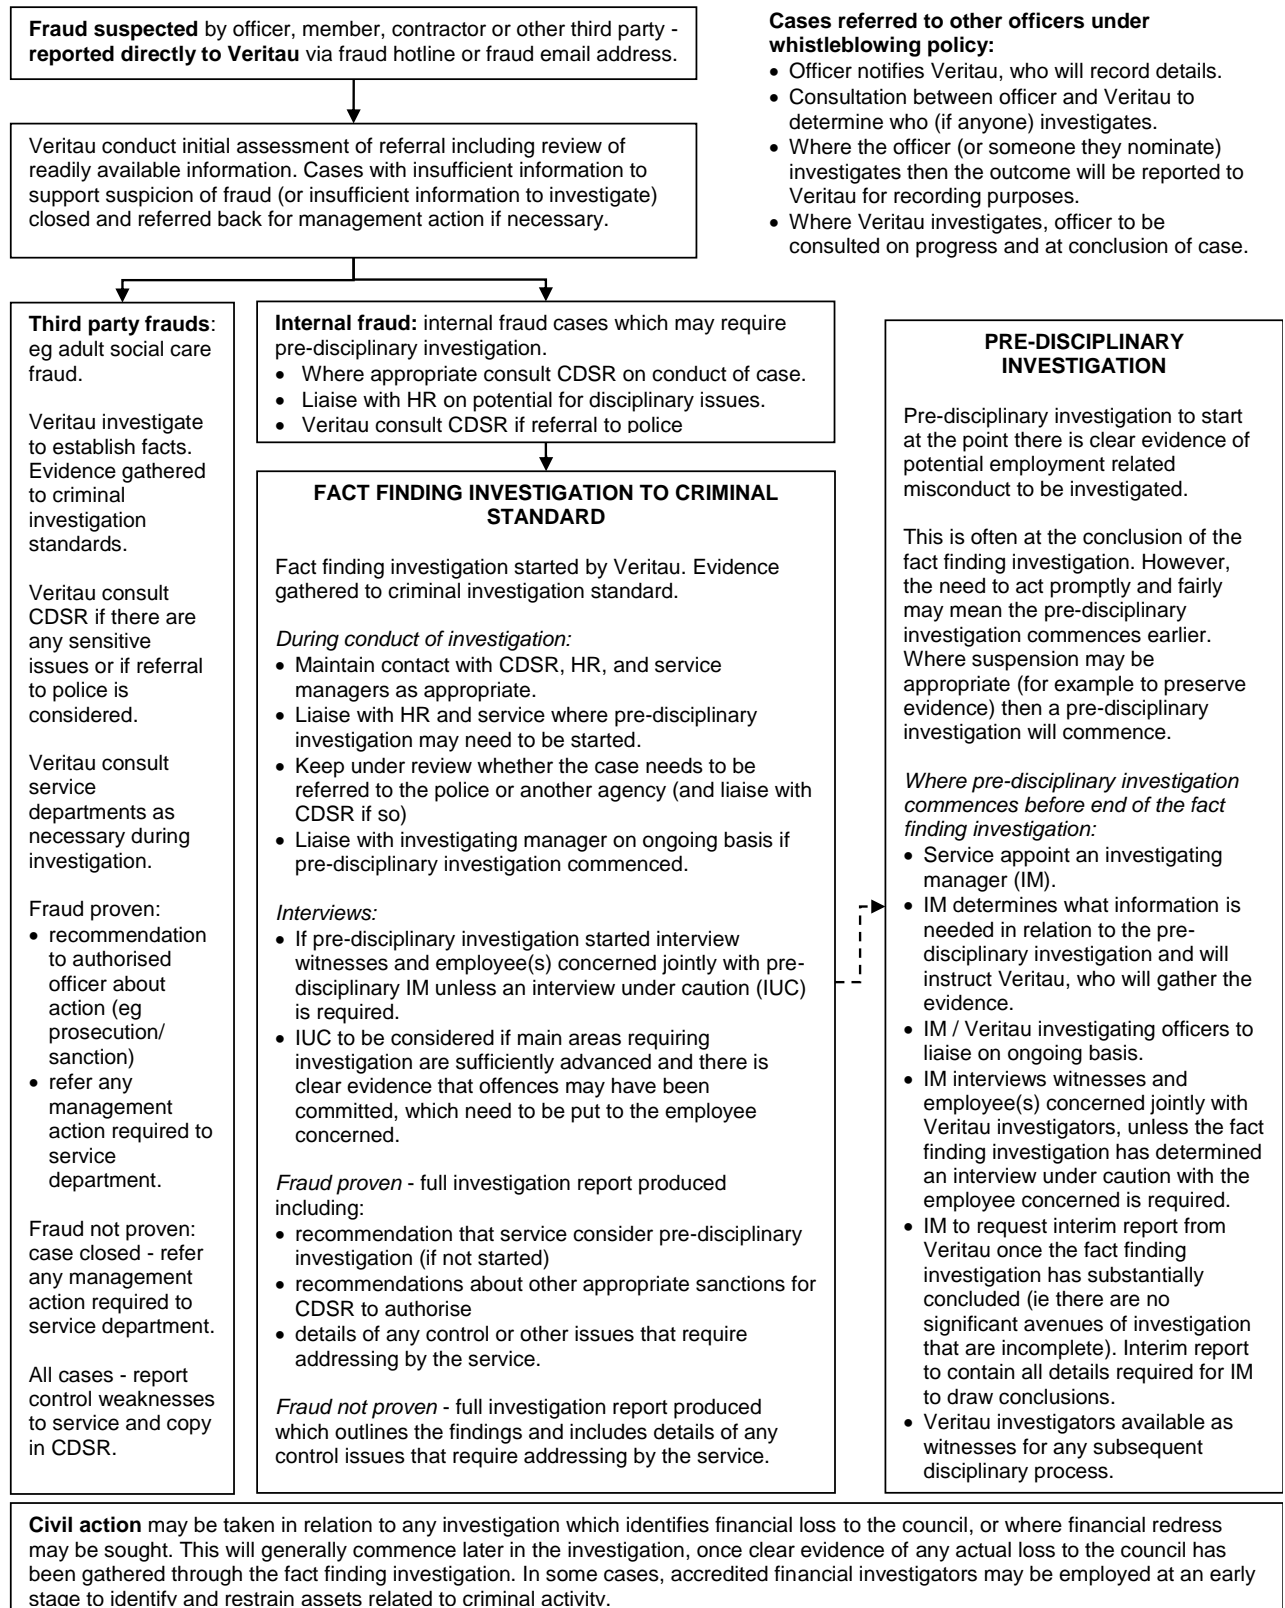 Fraud suspected by officer, member, contractor or other third party -
reported directly to Veritau via fraud hotline or fraud email address.
Cases referred to other officers under
whistleblowing policy:
• Officer notifies Veritau, who will record details.
• Consultation between officer and Veritau to
determine who (if anyone) investigates.
• Where the officer (or someone they nominate)
investigates then the outcome will be reported to
Veritau for recording purposes.
• Where Veritau investigates, officer to be
consulted on progress and at conclusion of case.
Veritau conduct initial assessment of referral including review of
readily available information. Cases with insufficient information to
support suspicion of fraud (or insufficient information to investigate)
closed and referred back for management action if necessary.
Third party frauds:
eg adult social care
fraud.
Veritau investigate
to establish facts.
Evidence gathered
to criminal
investigation
standards.
Veritau consult
CDSR if there are
any sensitive
issues or if referral
to police is
considered.
Veritau consult
service
departments as
necessary during
investigation.
Fraud proven:
• recommendation
to authorised
officer about
action (eg
prosecution/
sanction)
• refer any
management
action required to
service
department.
Fraud not proven:
case closed - refer
any management
action required to
service department.
All cases - report
control weaknesses
to service and copy
in CDSR.
Internal fraud: internal fraud cases which may require
pre-disciplinary investigation.
• Where appropriate consult CDSR on conduct of case.
• Liaise with HR on potential for disciplinary issues.
• Veritau consult CDSR if referral to police
FACT FINDING INVESTIGATION TO CRIMINAL
STANDARD
Fact finding investigation started by Veritau. Evidence
gathered to criminal investigation standard.
During conduct of investigation:
• Maintain contact with CDSR, HR, and service
managers as appropriate.
• Liaise with HR and service where pre-disciplinary
investigation may need to be started.
• Keep under review whether the case needs to be
referred to the police or another agency (and liaise with
CDSR if so)
• Liaise with investigating manager on ongoing basis if
pre-disciplinary investigation commenced.
Interviews:
• If pre-disciplinary investigation started interview
witnesses and employee(s) concerned jointly with pre-
disciplinary IM unless an interview under caution (IUC)
is required.
• IUC to be considered if main areas requiring
investigation are sufficiently advanced and there is
clear evidence that offences may have been
committed, which need to be put to the employee
concerned.
Fraud proven - full investigation report produced
including:
• recommendation that service consider pre-disciplinary
investigation (if not started)
• recommendations about other appropriate sanctions for
CDSR to authorise
• details of any control or other issues that require
addressing by the service.
Fraud not proven - full investigation report produced
which outlines the findings and includes details of any
control issues that require addressing by the service.
PRE-DISCIPLINARY
INVESTIGATION
Pre-disciplinary investigation to start
at the point there is clear evidence of
potential employment related
misconduct to be investigated.
This is often at the conclusion of the
fact finding investigation. However,
the need to act promptly and fairly
may mean the pre-disciplinary
investigation commences earlier.
Where suspension may be
appropriate (for example to preserve
evidence) then a pre-disciplinary
investigation will commence.
Where pre-disciplinary investigation
commences before end of the fact
finding investigation:
• Service appoint an investigating
manager (IM).
• IM determines what information is
needed in relation to the pre-
disciplinary investigation and will
instruct Veritau, who will gather the
evidence.
• IM / Veritau investigating officers to
liaise on ongoing basis.
• IM interviews witnesses and
employee(s) concerned jointly with
Veritau investigators, unless the fact
finding investigation has determined
an interview under caution with the
employee concerned is required.
• IM to request interim report from
Veritau once the fact finding
investigation has substantially
concluded (ie there are no
significant avenues of investigation
that are incomplete). Interim report
to contain all details required for IM
to draw conclusions.
• Veritau investigators available as
witnesses for any subsequent
disciplinary process.
Civil action may be taken in relation to any investigation which identifies financial loss to the council, or where financial redress
may be sought. This will generally commence later in the investigation, once clear evidence of any actual loss to the council has
been gathered through the fact finding investigation. In some cases, accredited financial investigators may be employed at an early
stage to identify and restrain assets related to criminal activity.